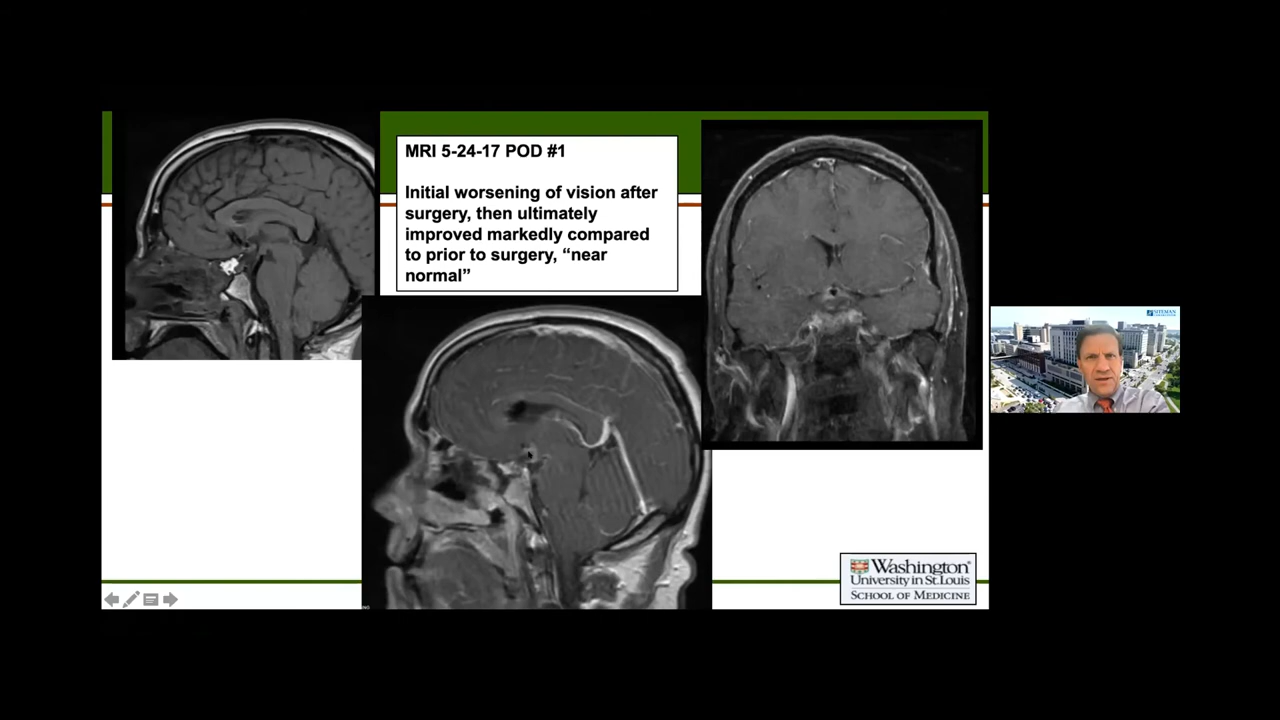 MRI 5-24-17 POD #1
Initial worsening of vision after
surgery, then ultimately
improved markedly compared
to prior to surgery, “near
normal”
SITEMAN
Washington
University in St. Louis
SCHOOL OF MEDICINE